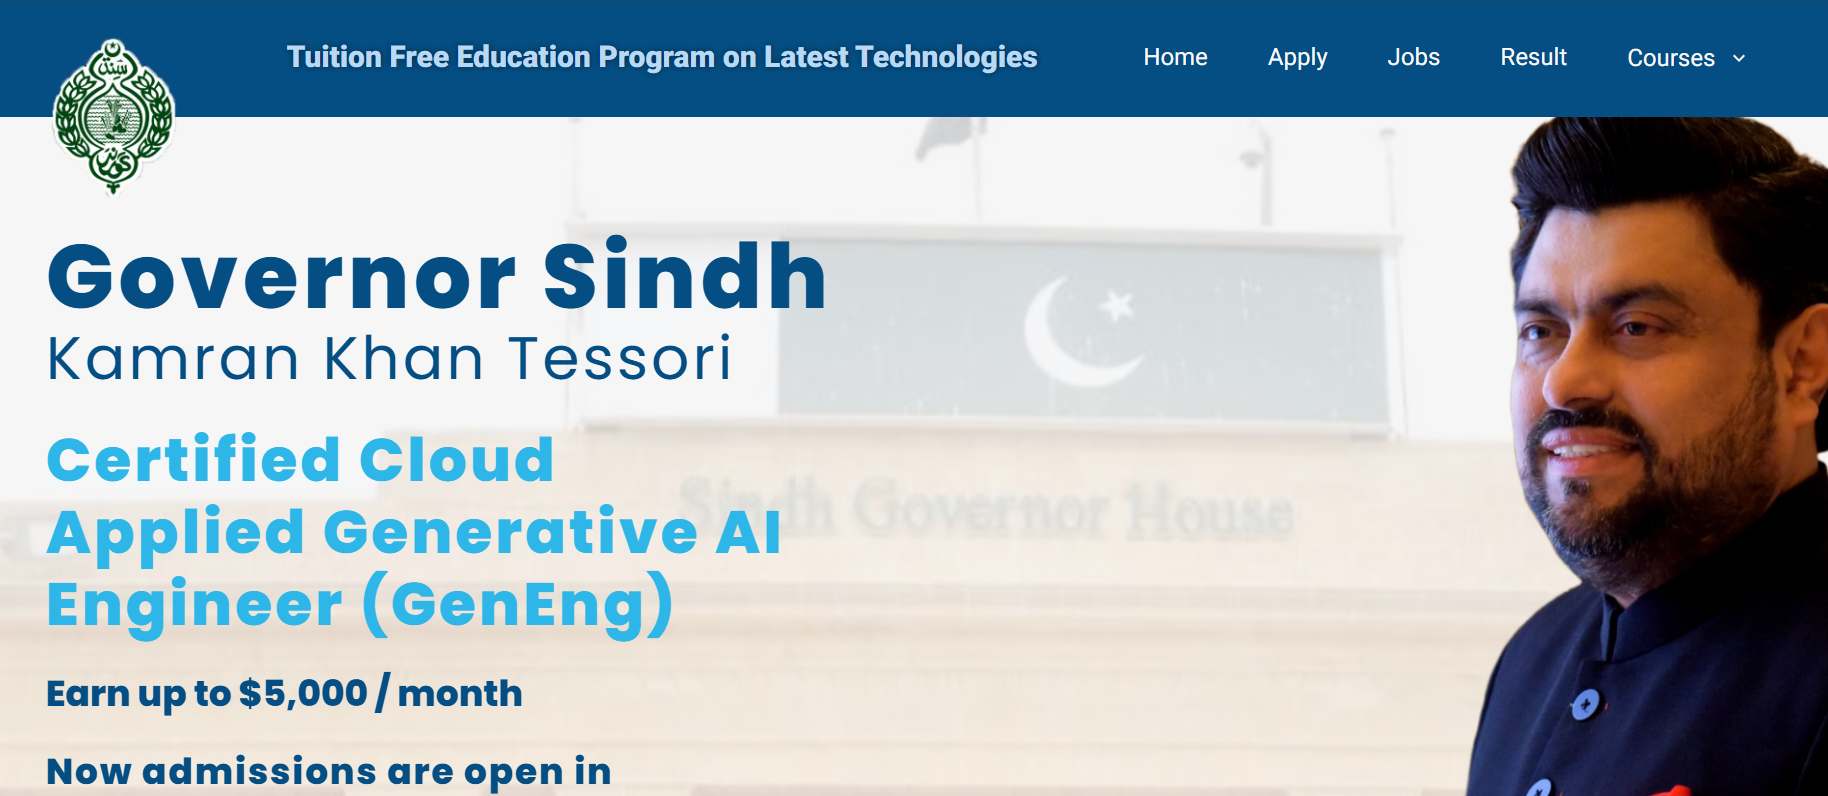 Tuition Free Education Program on Latest Technologies
Home Apply Jobs Result Courses
Governor Sindh
Kamran Khan Tessori
Sindh Governor House
Certified Cloud
Applied Generative AI
Engineer (GenEng)
Earn up to $5,000 / month
Now admissions are open in